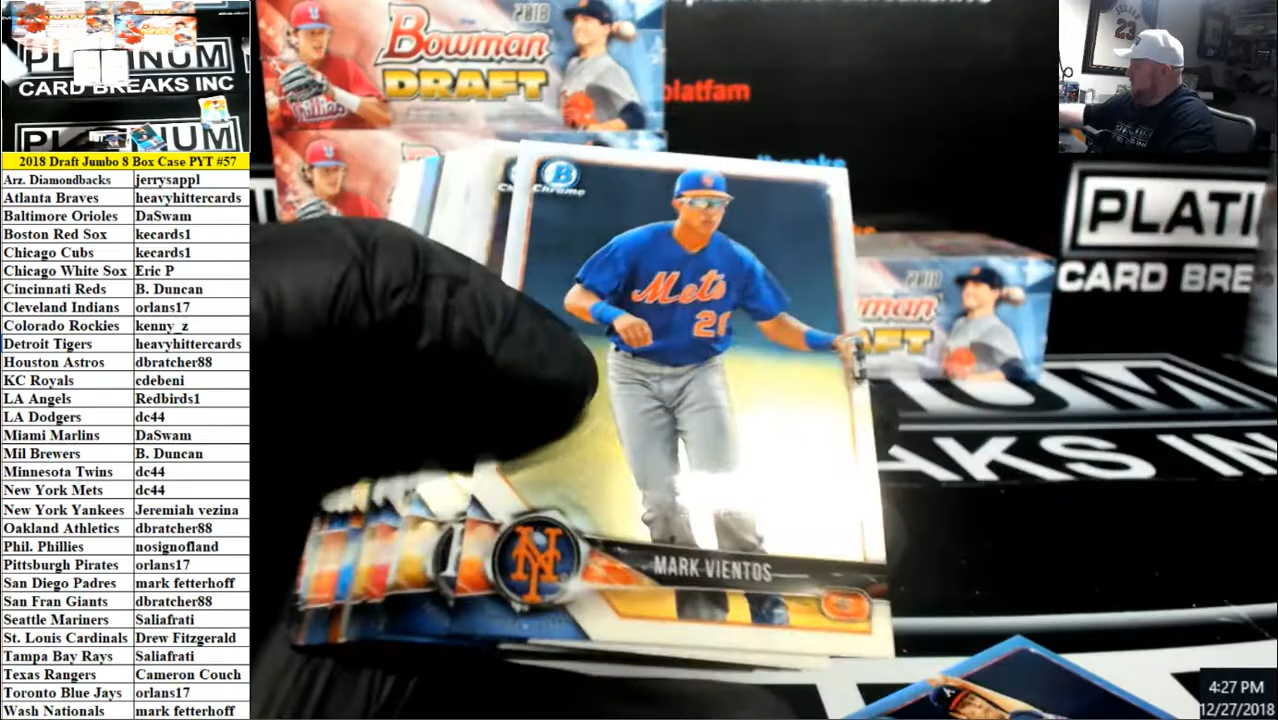 PLATINUM
CARD BREAKS INC
PLATINUM
2018 Draft Jumbo 8 Box Case PYT #57
Arz. Diamondbacks jerrysappl
Atlanta Braves heavyhittercards
Baltimore Orioles DaSwam
Boston Red Sox kecards1
Chicago Cubs kecards1
Chicago White Sox Eric P
Cincinnati Reds B. Duncan
Cleveland Indians orlans17
Colorado Rockies kenny_z
Detroit Tigers heavyhittercards
Houston Astros dbratcher88
KC Royals cdebeni
LA Angels Redbirds1
LA Dodgers dc44
Miami Marlins DaSwam
Mil Brewers B. Duncan
Minnesota Twins dc44
New York Mets dc44
New York Yankees Jeremiah vezina
Oakland Athletics dbratcher88
Phil. Phillies nosignofland
Pittsburgh Pirates orlans17
San Diego Padres mark fetterhoff
San Fran Giants dbratcher88
Seattle Mariners Saliafrati
St. Louis Cardinals Drew Fitzgerald
Tampa Bay Rays Saliafrati
Texas Rangers Cameron Couch
Toronto Blue Jays orlans17
Wash Nationals mark fetterhoff
2018
Bowman
DRAFT
Phillies
platfam
23
B
Chrome
Mets
NY
MARK VIENTOS
2018
wman
AFT
PLATI
CARD BREA
UM
AKS IN
4:27 PM
12/27/2018